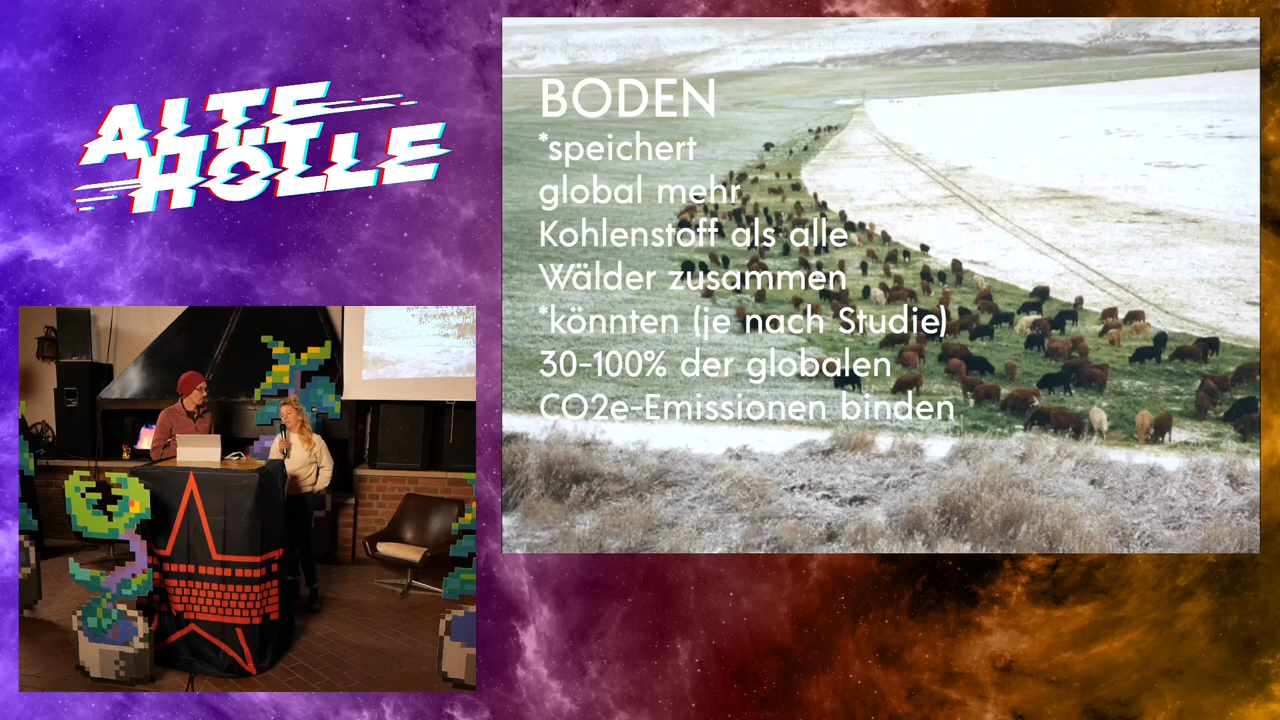 ALTE
HÖLLE
BODEN
*speichert
global mehr
Kohlenstoff als alle
Wälder zusammen
*könnten (je nach Studie)
30-100% der globalen
CO2e-Emissionen binden